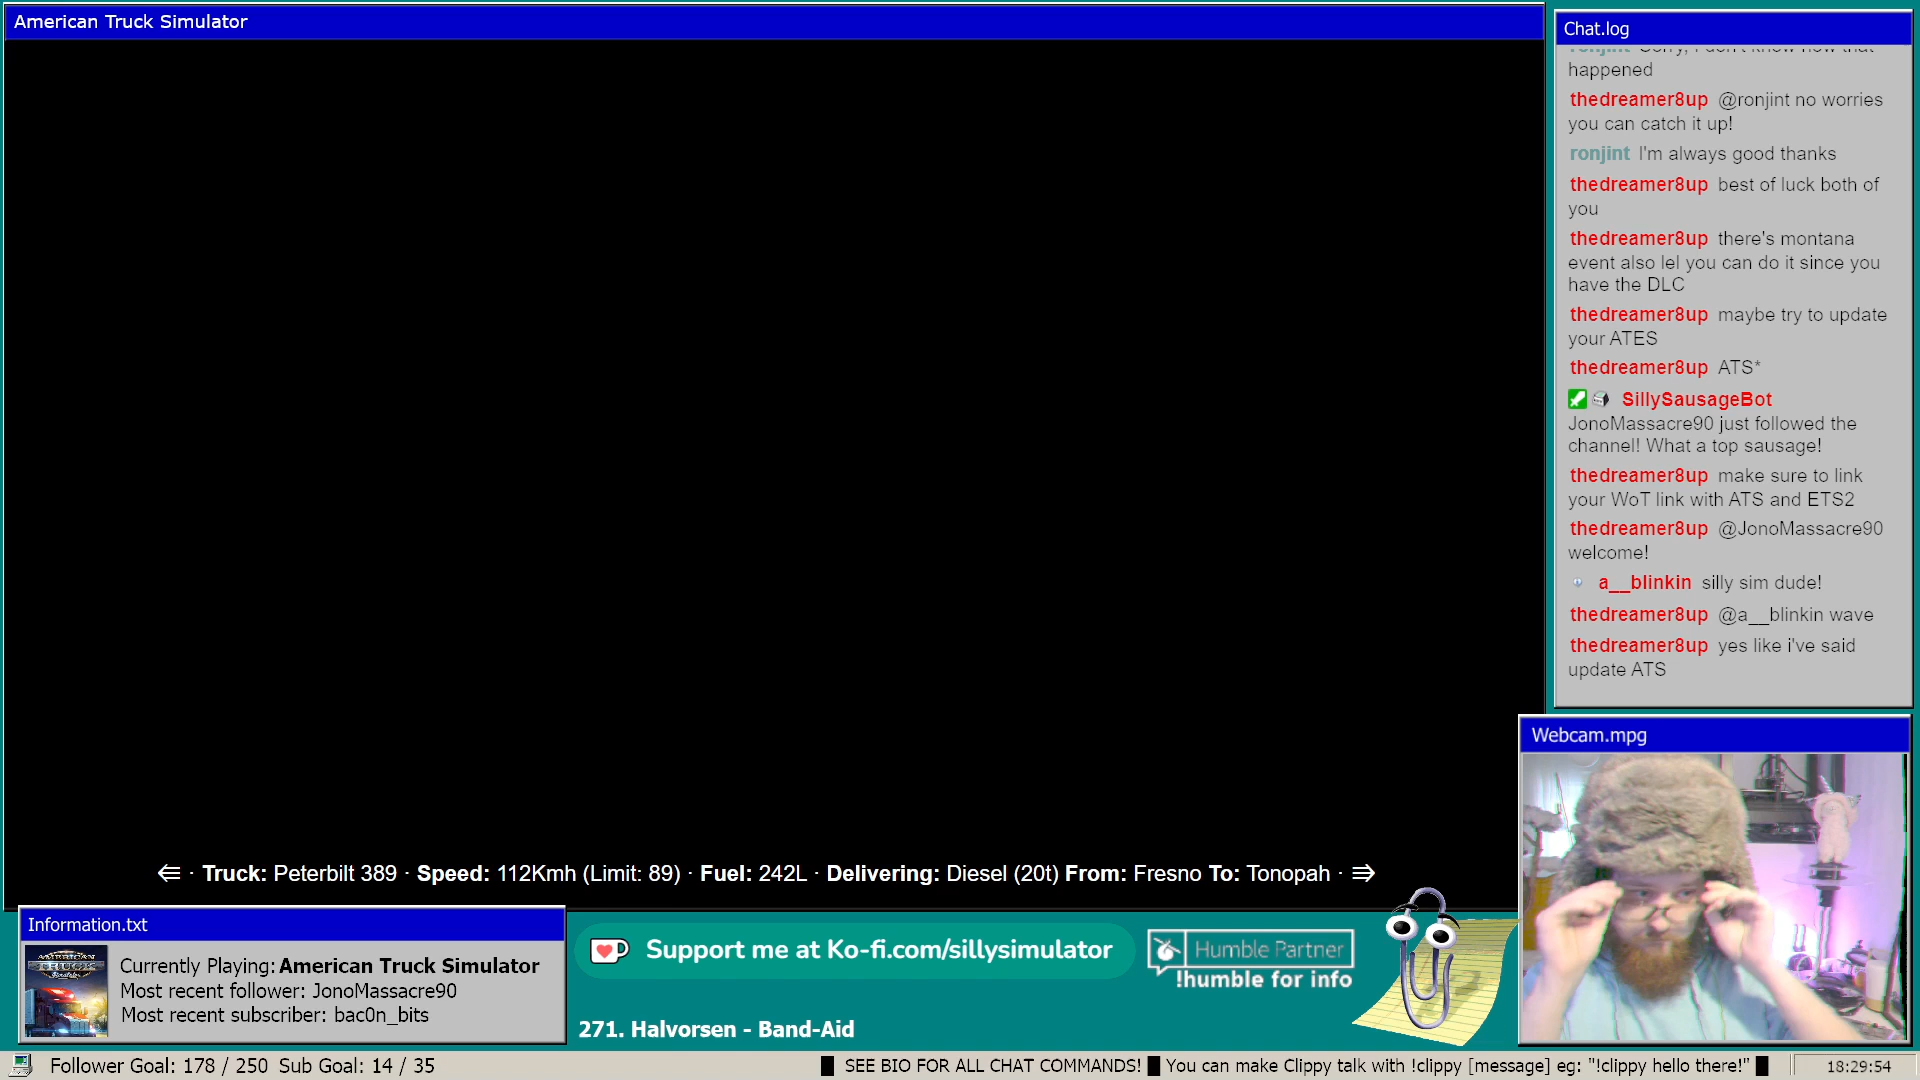 American Truck Simulator
Chat.log
happened
thedreamer8up @ronjint no worries
you can catch it up!
ronjint I'm always good thanks
thedreamer8up best of luck both of
you
thedreamer8up there's montana
event also lel you can do it since you
have the DLC
thedreamer8up maybe try to update
your ATES
thedreamer8up ATS*
SillySausageBot
JonoMassacre90 just followed the
channel! What a top sausage!
thedreamer8up make sure to link
your WoT link with ATS and ETS2
thedreamer8up @JonoMassacre90
welcome!
a__blinkin silly sim dude!
thedreamer8up @a__blinkin wave
thedreamer8up yes like i've said
update ATS
Webcam.mpg
⇚ · Truck: Peterbilt 389 · Speed: 112Kmh (Limit: 89) · Fuel: 242L · Delivering: Diesel (20t) From: Fresno To: Tonopah · ⇛
Information.txt
AMERICAN
TRUCK
Simulator
Currently Playing: American Truck Simulator
Most recent follower: JonoMassacre90
Most recent subscriber: bac0n_bits
Support me at Ko-fi.com/sillysimulator
Humble Partner
!humble for info
271. Halvorsen - Band-Aid
Follower Goal: 178 / 250 Sub Goal: 14 / 35
█ SEE BIO FOR ALL CHAT COMMANDS! █ You can make Clippy talk with !clippy [message] eg: "!clippy hello there!" █
18:29:54